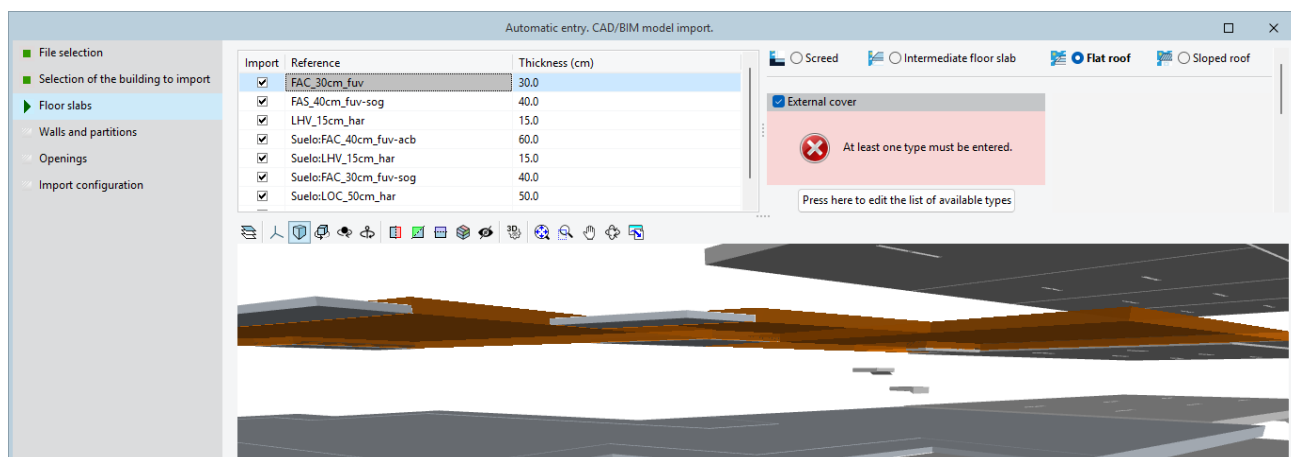 Automatic entry. CAD/BIM model import.
File selection
Selection of the building to import
Floor slabs
Walls and partitions
Openings
Import configuration
Import Reference Thickness (cm)
FAC_30cm_fuv 30.0
FAS_40cm_fuv-sog 40.0
LHV_15cm_har 15.0
Suelo:FAC_40cm_fuv-acb 60.0
Suelo:LHV_15cm_har 15.0
Suelo:FAC_30cm_fuv-sog 40.0
Suelo:LOC_50cm_har 50.0
Screed Intermediate floor slab Flat roof Sloped roof
External cover
At least one type must be entered.
Press here to edit the list of available types
3D